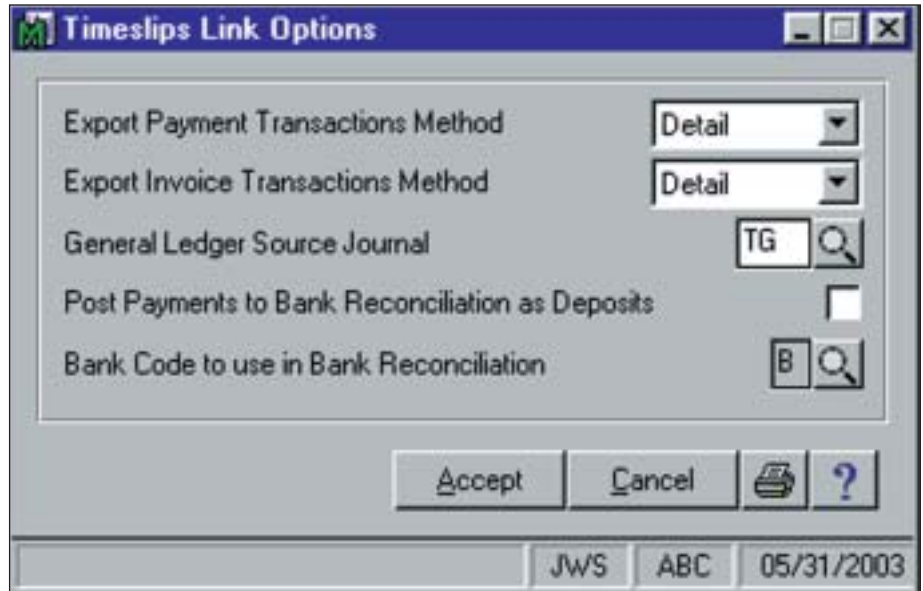 Timeslips Link Options
Export Payment Transactions Method Detail
Export Invoice Transactions Method Detail
General Ledger Source Journal TG
Post Payments to Bank Reconciliation as Deposits
Bank Code to use in Bank Reconciliation B
Accept Cancel ?
JWS ABC 05/31/2003